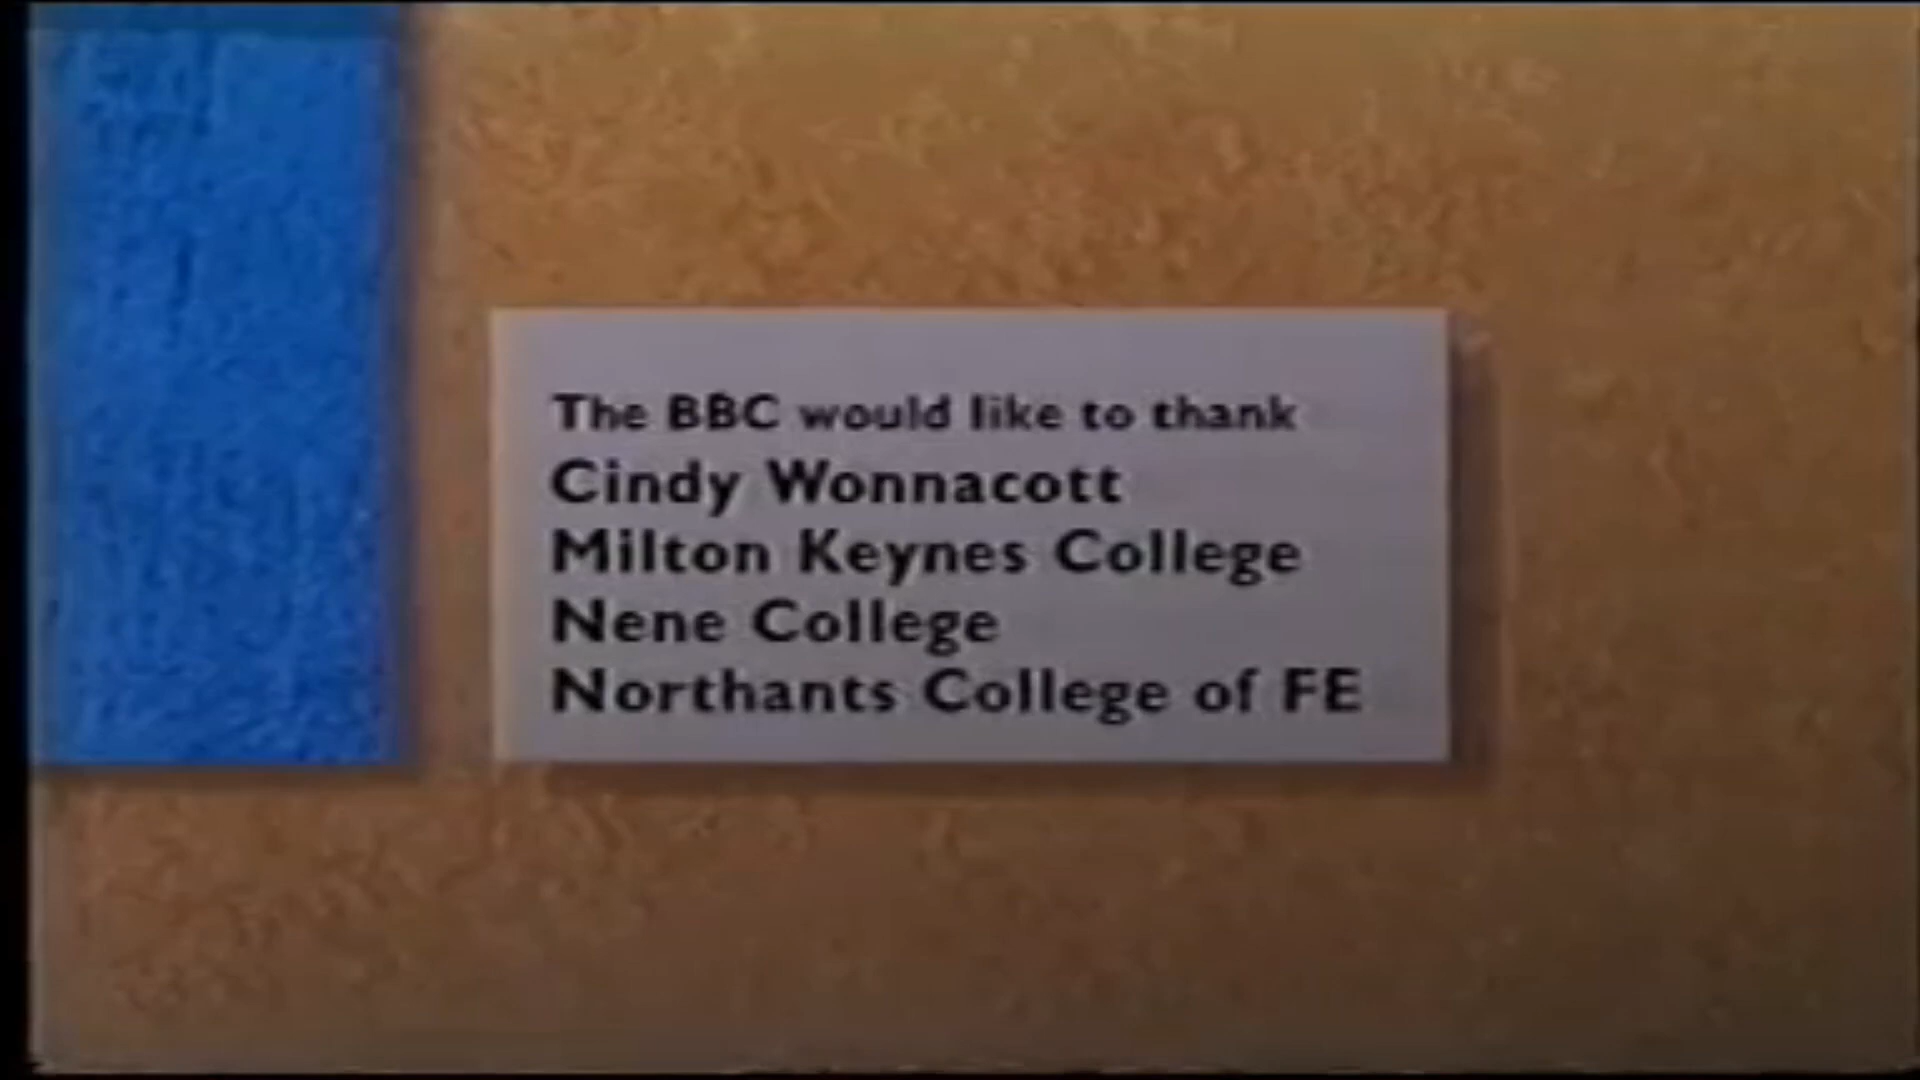 The BBC would like to thank
Cindy Wonnacott
Milton Keynes College
Nene College
Northants College of FE